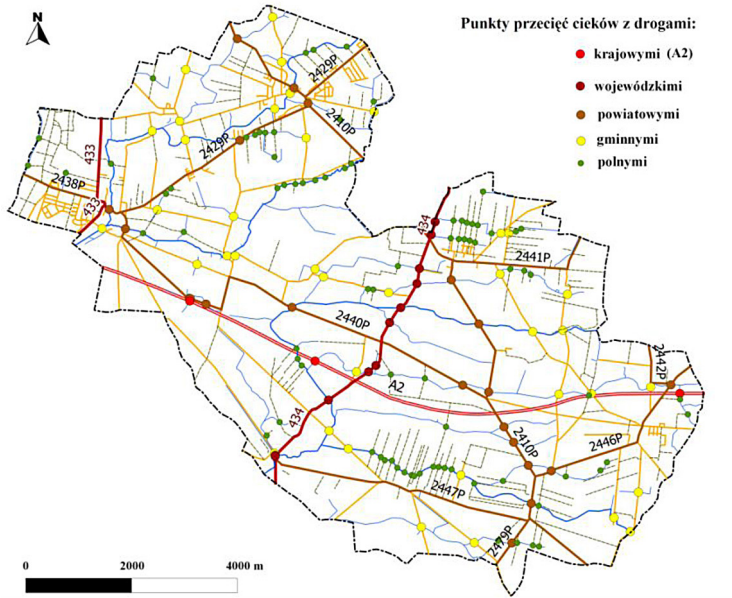 N
Punkty przecięć cieków z drogami:
krajowymi (A2)
wojewódzkimi
powiatowymi
gminnymi
polnymi
2429P
2410P
2429P
433
2438P
433
434
2441P
2440P
2442P
A2
434
2410P
2446P
2447P
2479P
0 2000 4000 m